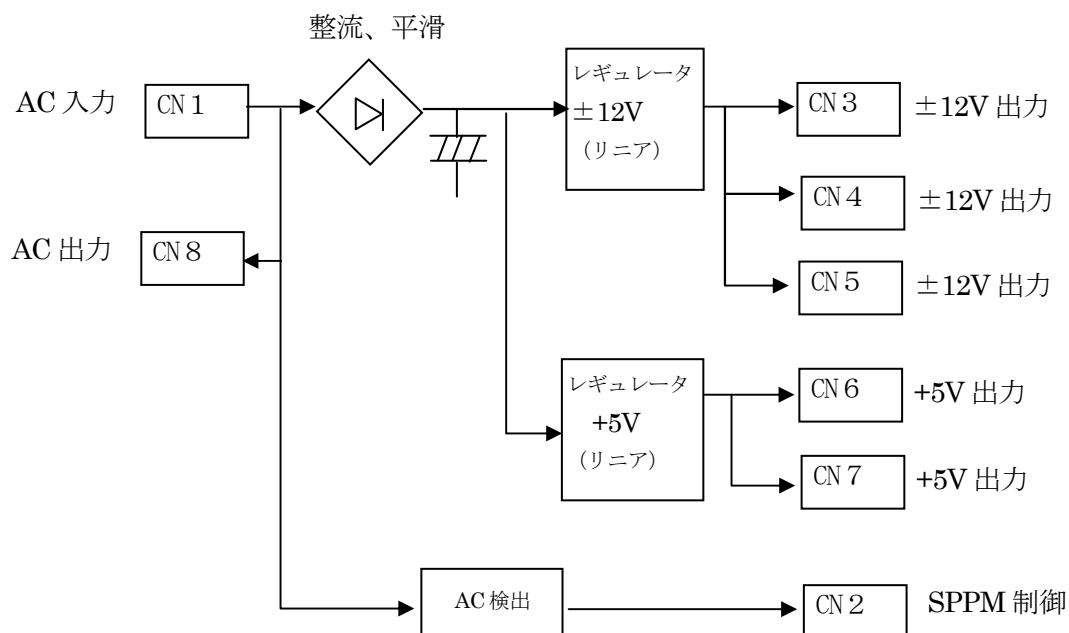 整流、平滑
AC 入力
CN１
レギュレータ
±12V
（リニア）
CN３
±12V 出力
CN４
±12V 出力
AC 出力
CN８
CN５
±12V 出力
レギュレータ
+5V
（リニア）
CN６
+5V 出力
CN７
+5V 出力
AC 検出
CN２
SPPM 制御